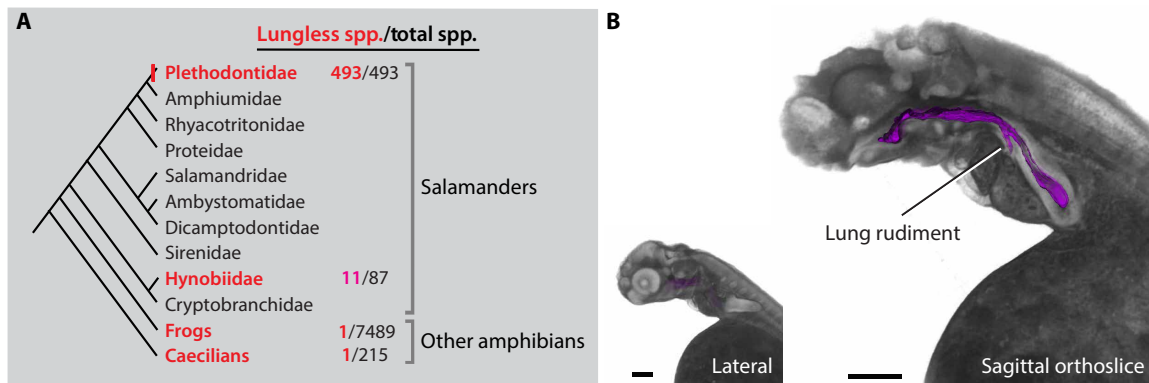 A
Lungless spp./total spp.
Plethodontidae 493/493
Amphiumidae
Rhyacotritonidae
Proteidae
Salamandridae
Ambystomatidae
Dicamptodontidae
Sirenidae
Hynobiidae 11/87
Cryptobranchidae
Salamanders
Frogs 1/7489
Caecilians 1/215
Other amphibians
B
Lung rudiment
Lateral
Sagittal orthoslice